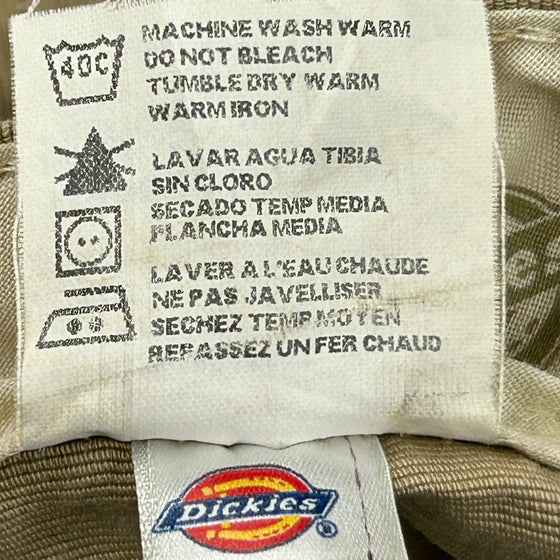 40C
MACHINE WASH WARM
DO NOT BLEACH
TUMBLE DRY WARM
WARM IRON
LAVAR AGUA TIBIA
SIN CLORO
SECADO TEMP MEDIA
PLANCHA MEDIA
LAVER A L'EAU CHAUDE
NE PAS JAVELLISER
SECHEZ TEMP MOYEN
REPASSEZ UN FER CHAUD
Dickies